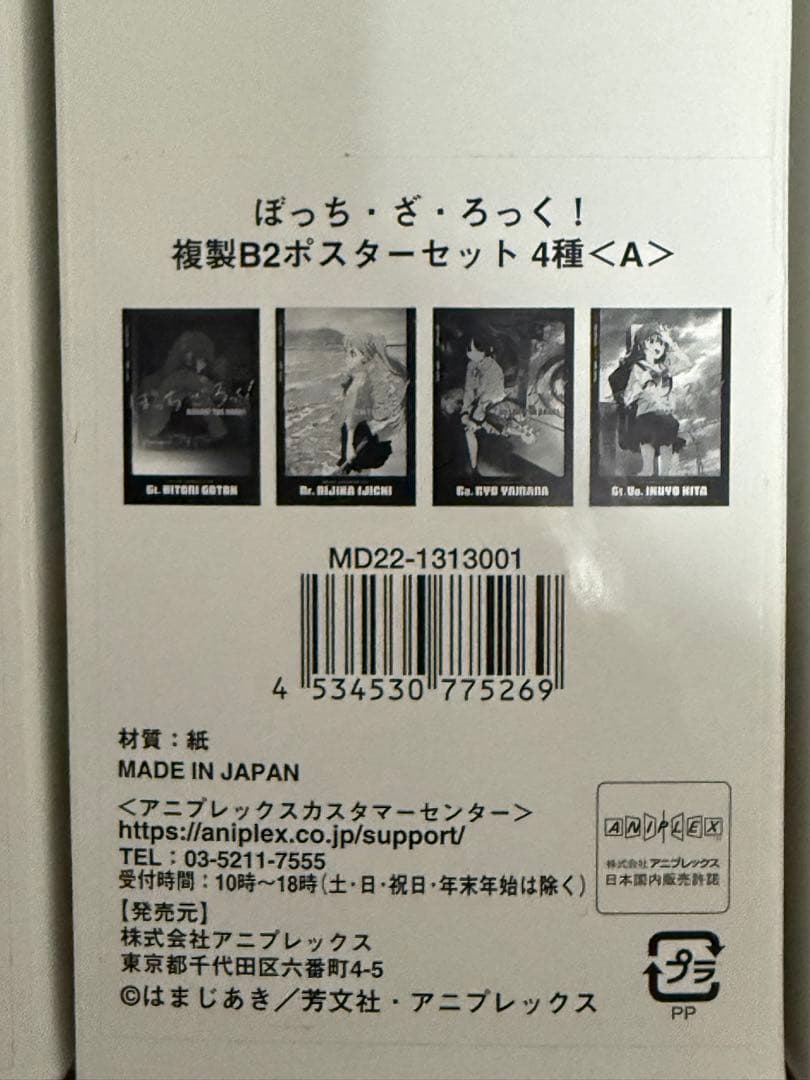 ぼっち・ざ・ろっく！
複製B2ポスターセット 4種＜A＞
ぼっち・ざ・ろっく！
Gt. HITORI GOTOH
Dr. NIJIKA IJICHI
Ba. RYO YAMADA
Gt.Vo. IKUYO KITA
MD22-1313001
4 534530 775269
材質：紙
MADE IN JAPAN
＜アニプレックスカスタマーセンター＞
https://aniplex.co.jp/support/
TEL：03-5211-7555
受付時間：10時～18時(土・日・祝日・年末年始は除く)
【発売元】
株式会社アニプレックス
東京都千代田区六番町4-5
©はまじあき／芳文社・アニプレックス
ANIPLEX
株式会社アニプレックス
日本国内販売許諾
プラ
PP